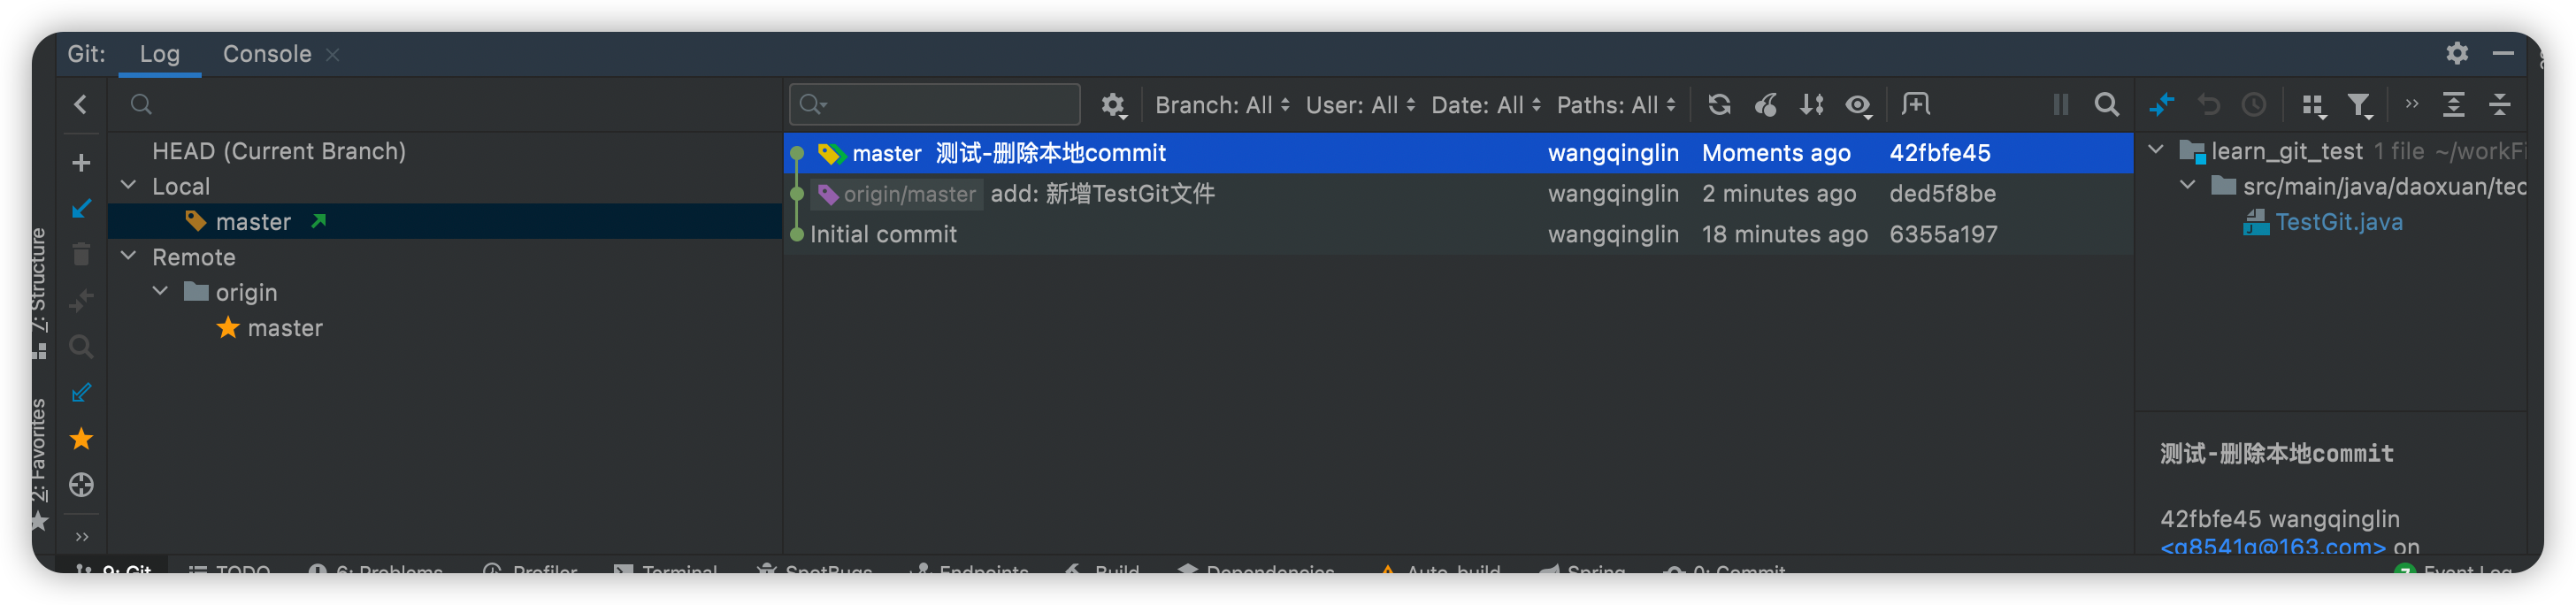 Git: Log Console
Branch: All User: All Date: All Paths: All
HEAD (Current Branch)
Local
master
Remote
origin
master
master 测试-删除本地commit wangqinglin Moments ago 42fbfe45
origin/master add: 新增TestGit文件 wangqinglin 2 minutes ago ded5f8be
Initial commit wangqinglin 18 minutes ago 6355a197
learn_git_test 1 file ~/workFi
src/main/java/daoxuan/tec
TestGit.java
测试-删除本地commit
42fbfe45 wangqinglin
<q8541q@163.com> on
7: Structure
2: Favorites
9: Git TODO 6: Problems Profiler Terminal SpotBugs Endpoints Build Dependencies Auto-build Spring 0: Commit 7 Event Log